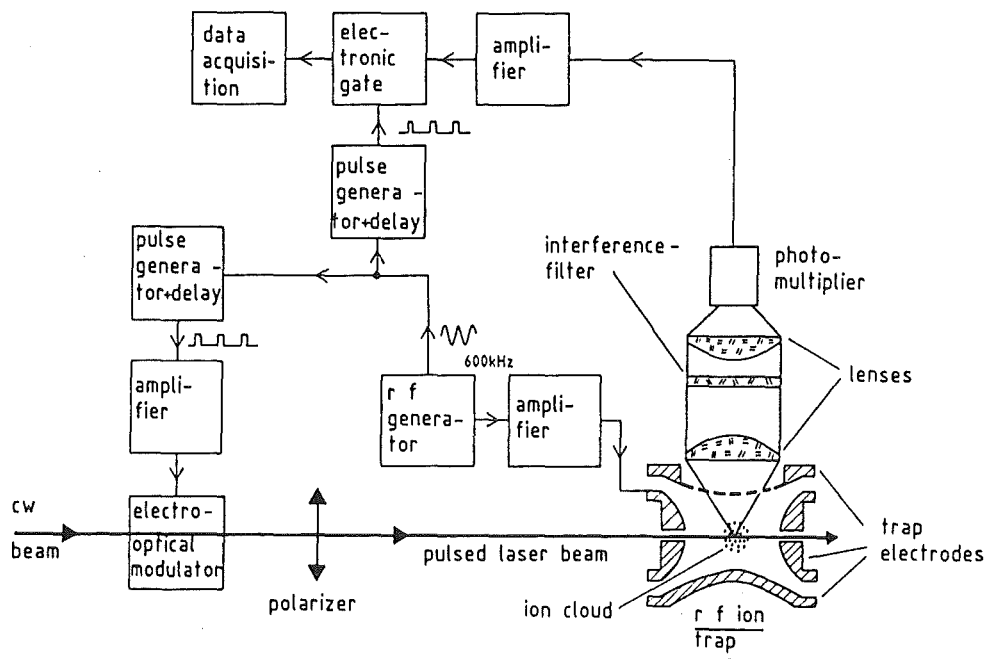 data
acquisi-
tion
elec-
tronic
gate
ampli-
fier
pulse
genera -
tor+delay
pulse
genera -
tor+delay
interference-
filter
photo-
multiplier
lenses
600kHz
ampli-
fier
r f
genera-
tor
ampli-
fier
cw
beam
electro-
optical
modulator
polarizer
pulsed laser beam
ion cloud
r f ion
trap
trap
electrodes